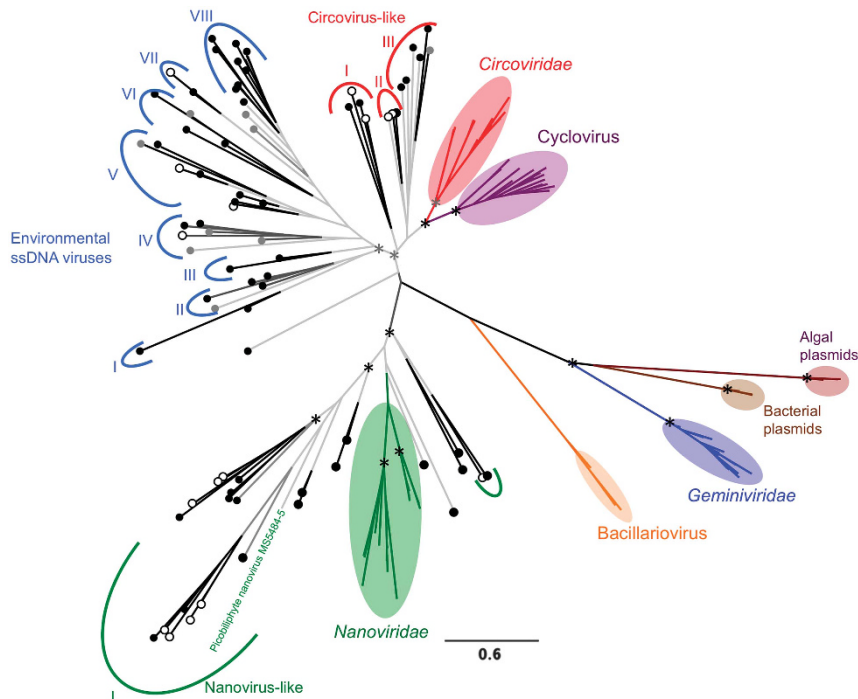 VIII
Circovirus-like
III
VII
I
II
Circoviridae
VI
Cyclovirus
V
Environmental
ssDNA viruses
IV
III
II
I
Algal
plasmids
Bacterial
plasmids
Geminiviridae
Bacillariovirus
Picobiliphyte nanovirus MS5484-5
Nanoviridae
0.6
Nanovirus-like
I